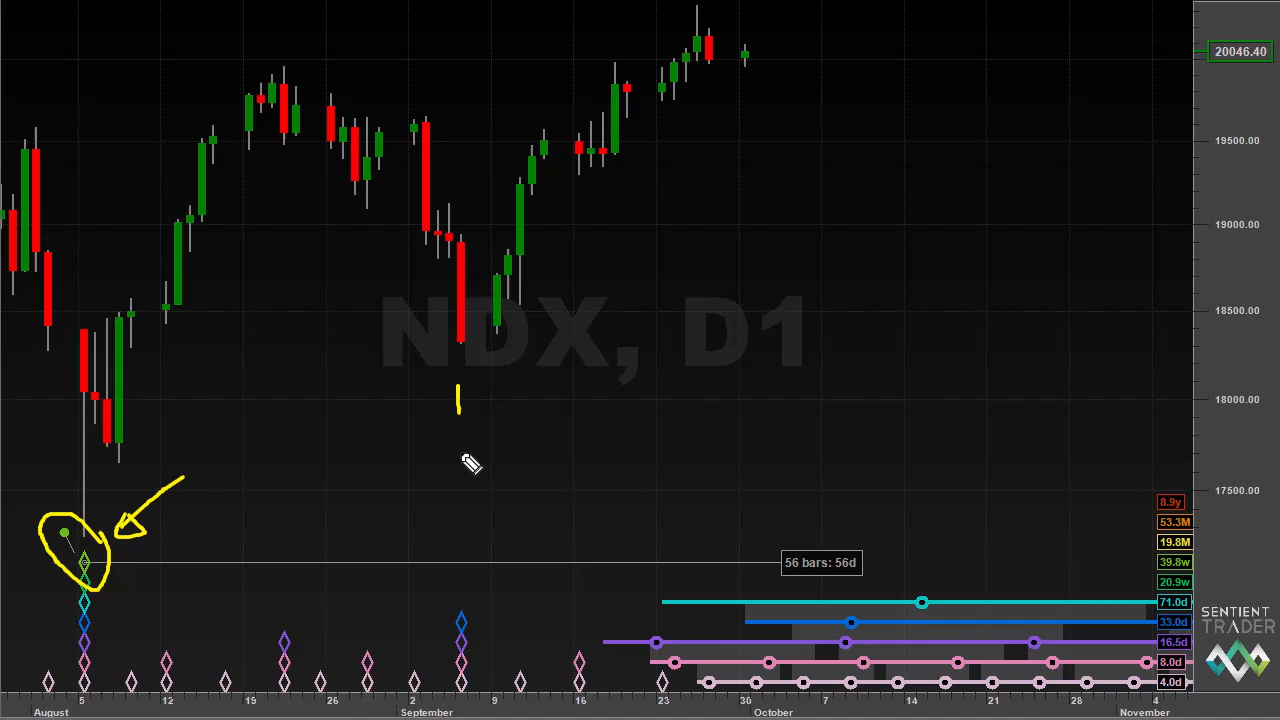 20046.40
19500.00
19000.00
NDX, D1
18500.00
18000.00
17500.00
8.9y
53.3M
19.8M
56 bars: 56d
39.8w
20.9w
71.0d
33.0d
16.5d
8.0d
4.0d
SENTIENT
TRADER
5 12 19 26 2 9 16 23 30 7 14 21 28 4
August September October November